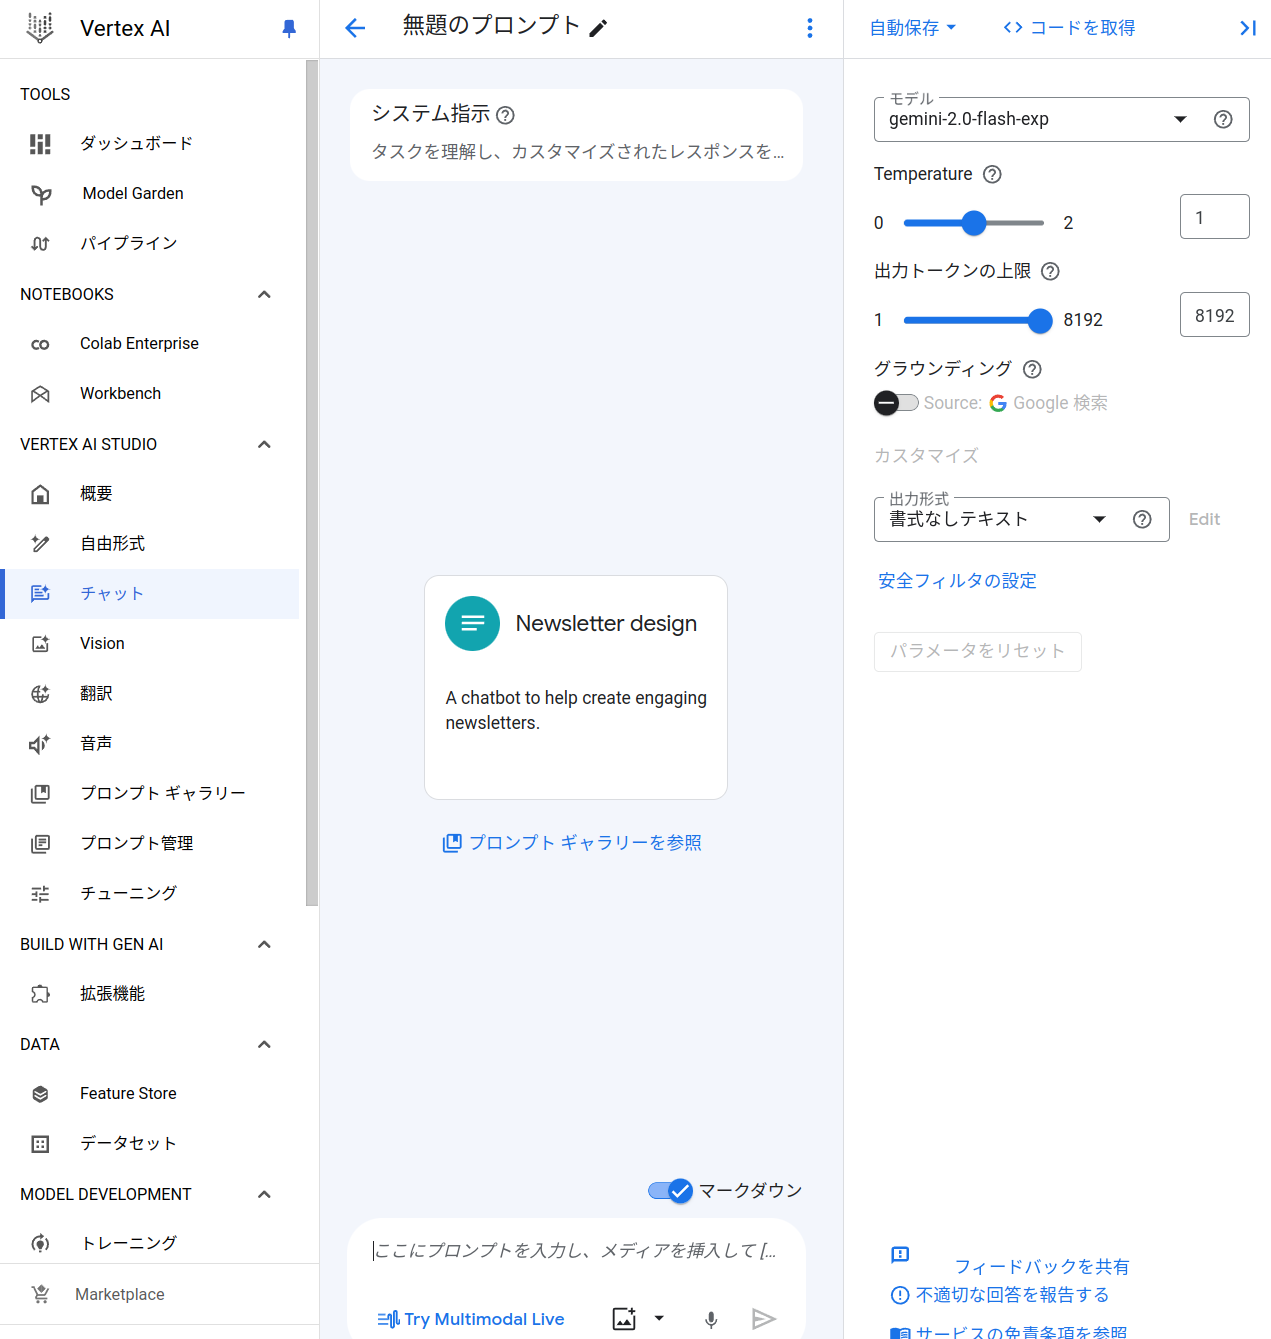 Vertex AI
TOOLS
ダッシュボード
Model Garden
パイプライン
NOTEBOOKS
Colab Enterprise
Workbench
VERTEX AI STUDIO
概要
自由形式
チャット
Vision
翻訳
音声
プロンプト ギャラリー
プロンプト管理
チューニング
BUILD WITH GEN AI
拡張機能
DATA
Feature Store
データセット
MODEL DEVELOPMENT
トレーニング
Marketplace
無題のプロンプト
システム指示
タスクを理解し、カスタマイズされたレスポンスを...
Newsletter design
A chatbot to help create engaging
newsletters.
プロンプト ギャラリーを参照
マークダウン
ここにプロンプトを入力し、メディアを挿入して [...
Try Multimodal Live
自動保存
コードを取得
モデル
gemini-2.0-flash-exp
Temperature
0 2 1
出力トークンの上限
1 8192 8192
グラウンディング
Source: Google 検索
カスタマイズ
出力形式
書式なしテキスト
Edit
安全フィルタの設定
パラメータをリセット
フィードバックを共有
不適切な回答を報告する
サービスの免責条項を参照